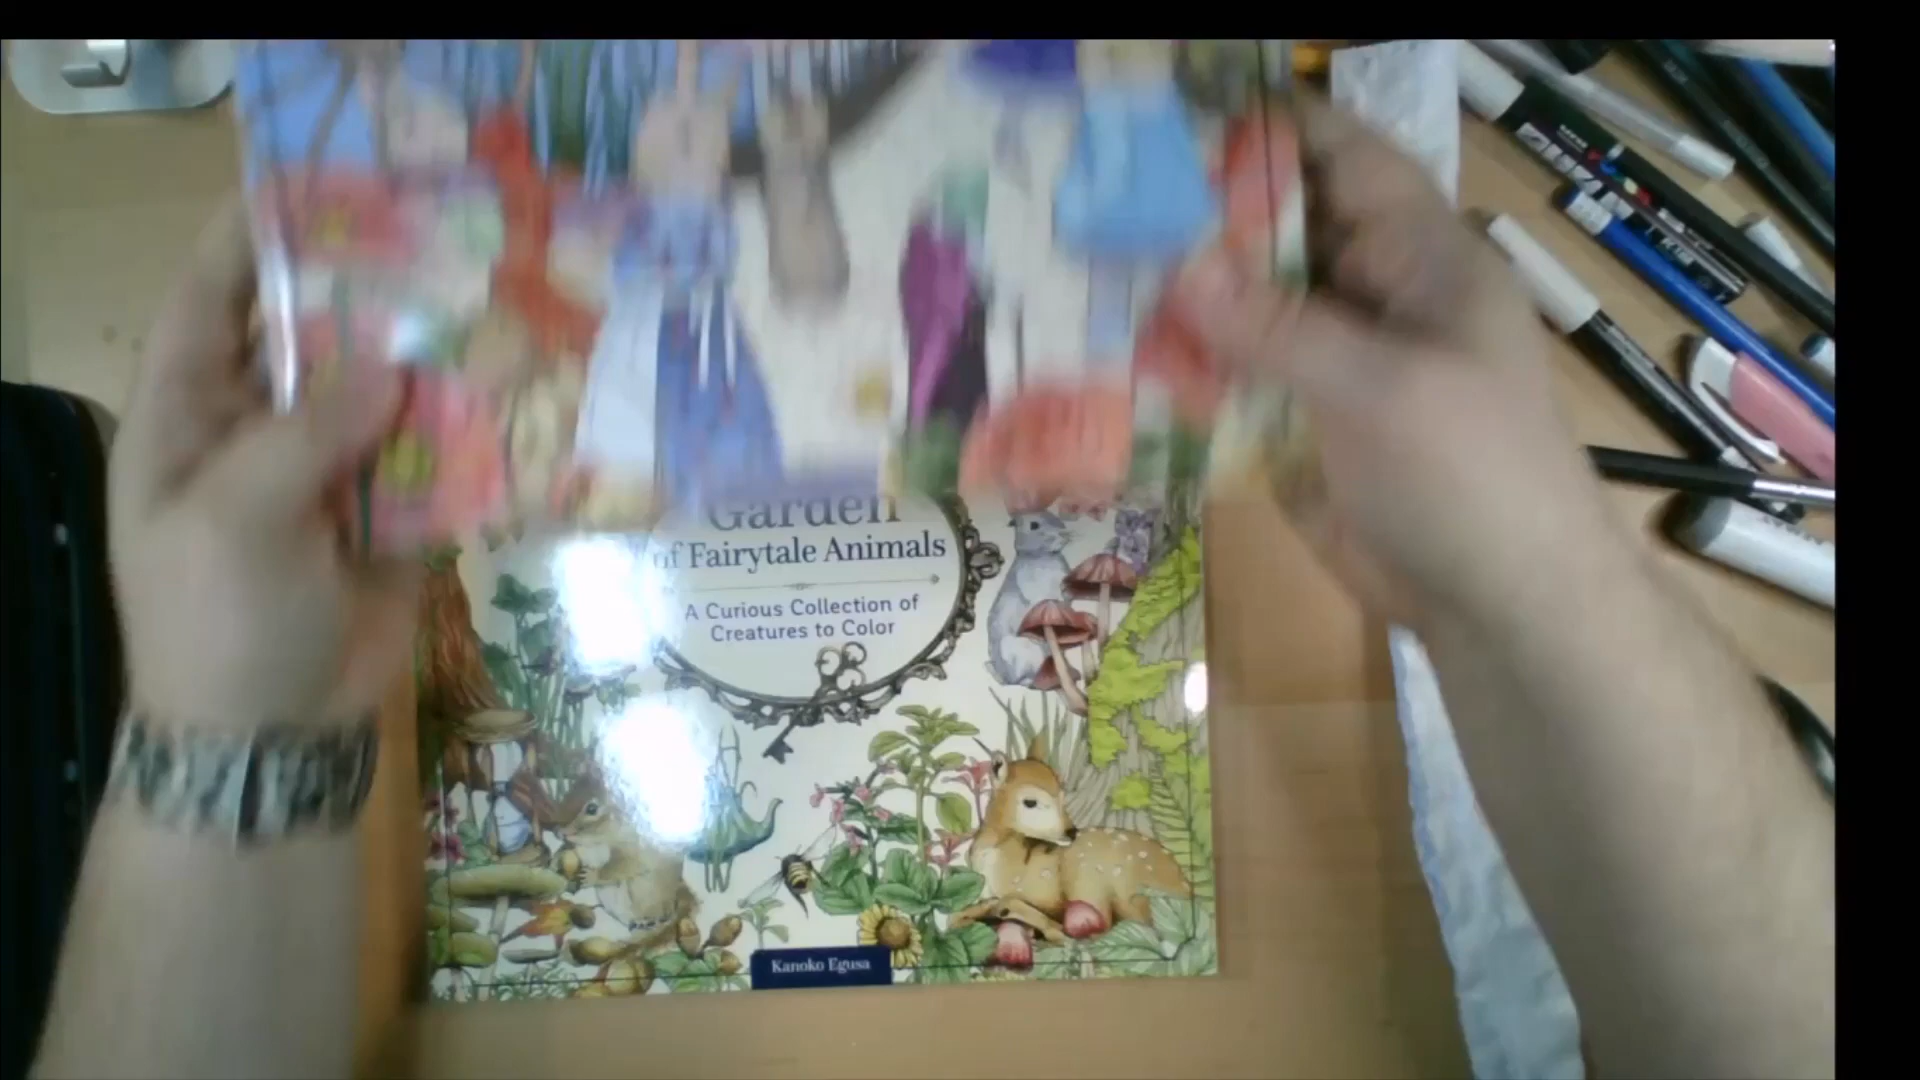 Garden
of Fairytale Animals
A Curious Collection of
Creatures to Color
Kanoko Egusa